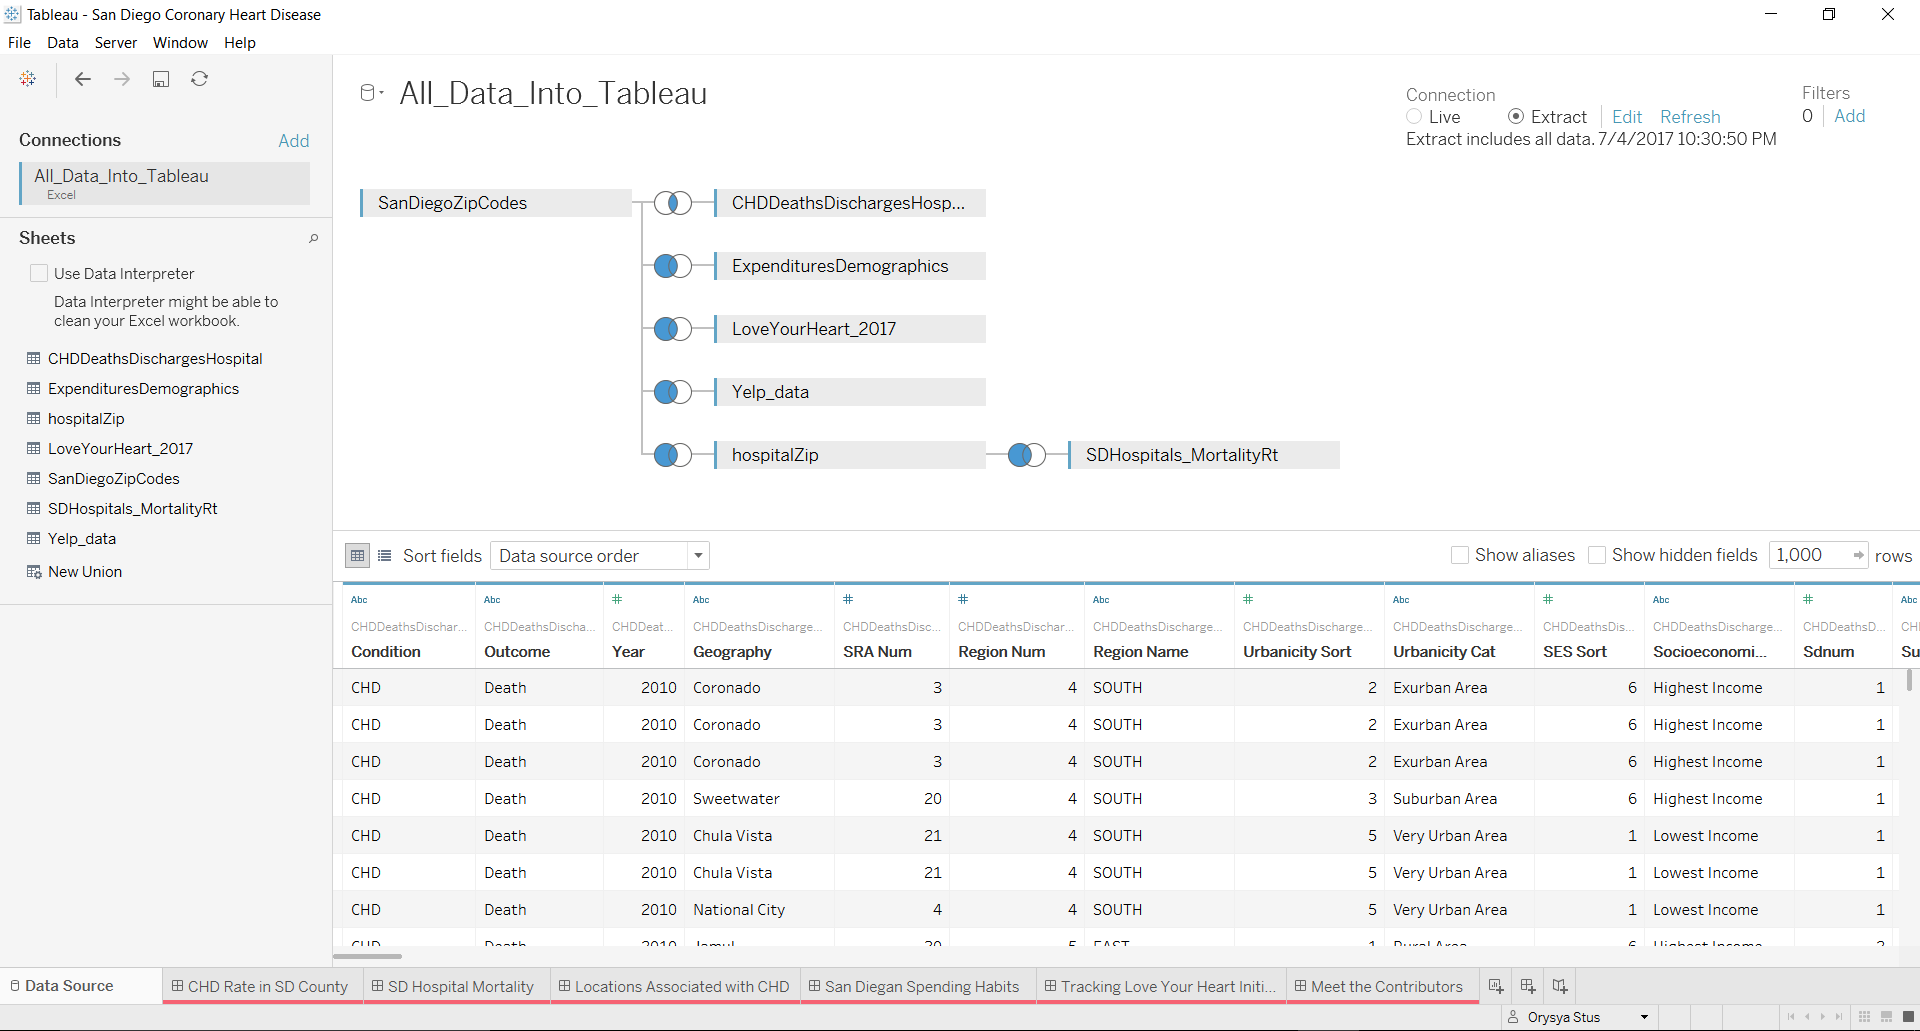 Tableau - San Diego Coronary Heart Disease
File Data Server Window Help
All_Data_Into_Tableau
Connection
Live Extract Edit Refresh
Extract includes all data. 7/4/2017 10:30:50 PM
Filters
0 Add
Connections Add
All_Data_Into_Tableau
Excel
Sheets
Use Data Interpreter
Data Interpreter might be able to
clean your Excel workbook.
CHDDeathsDischargesHospital
ExpendituresDemographics
hospitalZip
LoveYourHeart_2017
SanDiegoZipCodes
SDHospitals_MortalityRt
Yelp_data
New Union
SanDiegoZipCodes CHDDeathsDischargesHosp...
ExpendituresDemographics
LoveYourHeart_2017
Yelp_data
hospitalZip SDHospitals_MortalityRt
Sort fields Data source order Show aliases Show hidden fields 1,000 rows
Abc Abc # Abc # # Abc # Abc # Abc # Abc
CHDDeathsDischar... CHDDeathsDischa... CHDDeat... CHDDeathsDischarge... CHDDeathsDisc... CHDDeathsDischar... CHDDeathsDischarge... CHDDeathsDischarge... CHDDeathsDischarge... CHDDeathsDis... CHDDeathsDischarge... CHDDeathsD... CH
Condition Outcome Year Geography SRA Num Region Num Region Name Urbanicity Sort Urbanicity Cat SES Sort Socioeconomi... Sdnum Su
CHD Death 2010 Coronado 3 4 SOUTH 2 Exurban Area 6 Highest Income 1
CHD Death 2010 Coronado 3 4 SOUTH 2 Exurban Area 6 Highest Income 1
CHD Death 2010 Coronado 3 4 SOUTH 2 Exurban Area 6 Highest Income 1
CHD Death 2010 Sweetwater 20 4 SOUTH 3 Suburban Area 6 Highest Income 1
CHD Death 2010 Chula Vista 21 4 SOUTH 5 Very Urban Area 1 Lowest Income 1
CHD Death 2010 Chula Vista 21 4 SOUTH 5 Very Urban Area 1 Lowest Income 1
CHD Death 2010 National City 4 4 SOUTH 5 Very Urban Area 1 Lowest Income 1
CHD Death 2010 Jamul 5 EAST 1 Rural Area 6 Highest Income
Data Source CHD Rate in SD County SD Hospital Mortality Locations Associated with CHD San Diegan Spending Habits Tracking Love Your Heart Initi... Meet the Contributors
Orysya Stus